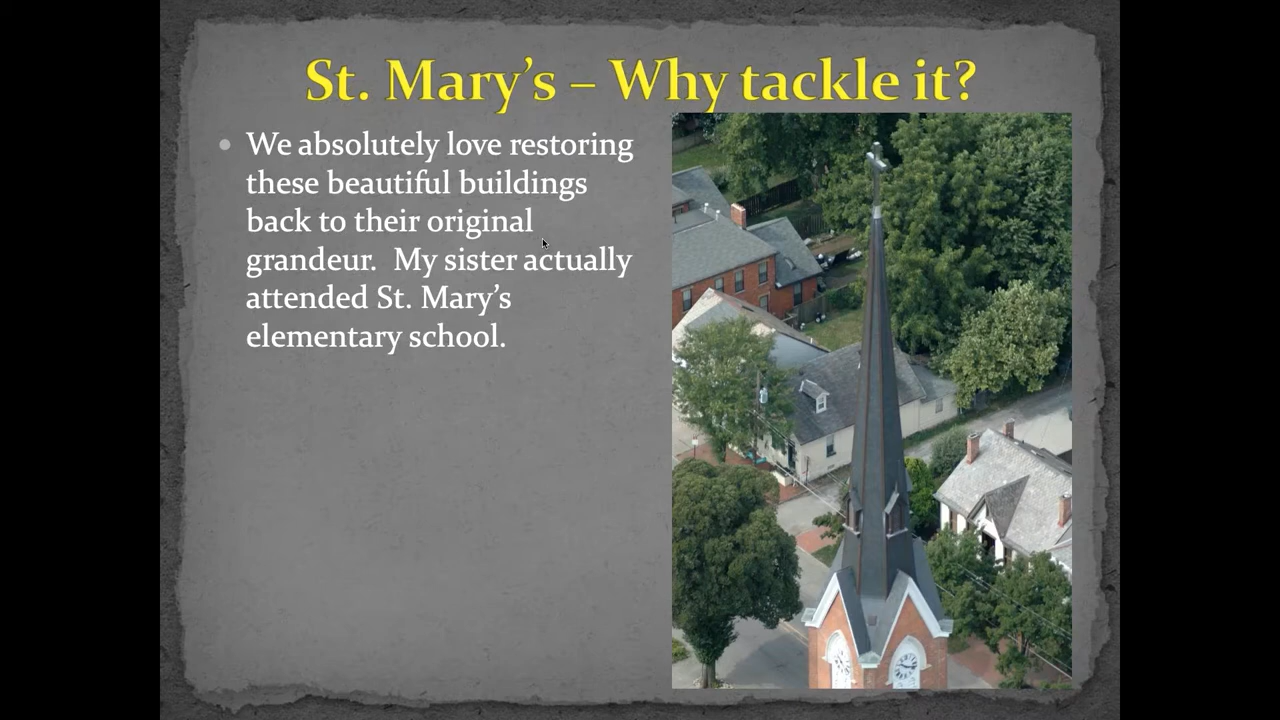 St. Mary’s – Why tackle it?
We absolutely love restoring
these beautiful buildings
back to their original
grandeur.  My sister actually
attended St. Mary’s
elementary school.